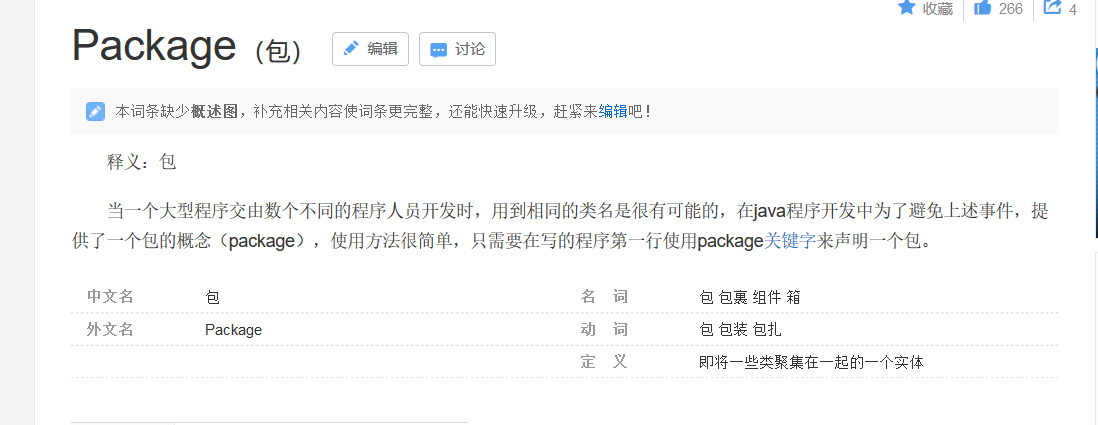 收藏 266 4
Package（包） 编辑 讨论
本词条缺少概述图，补充相关内容使词条更完整，还能快速升级，赶紧来编辑吧！
释义：包
当一个大型程序交由数个不同的程序人员开发时，用到相同的类名是很有可能的，在java程序开发中为了避免上述事件，提
供了一个包的概念（package），使用方法很简单，只需要在写的程序第一行使用package关键字来声明一个包。
中文名 包 名 词 包 包裹 组件 箱
外文名 Package 动 词 包 包装 包扎
定 义 即将一些类聚集在一起的一个实体